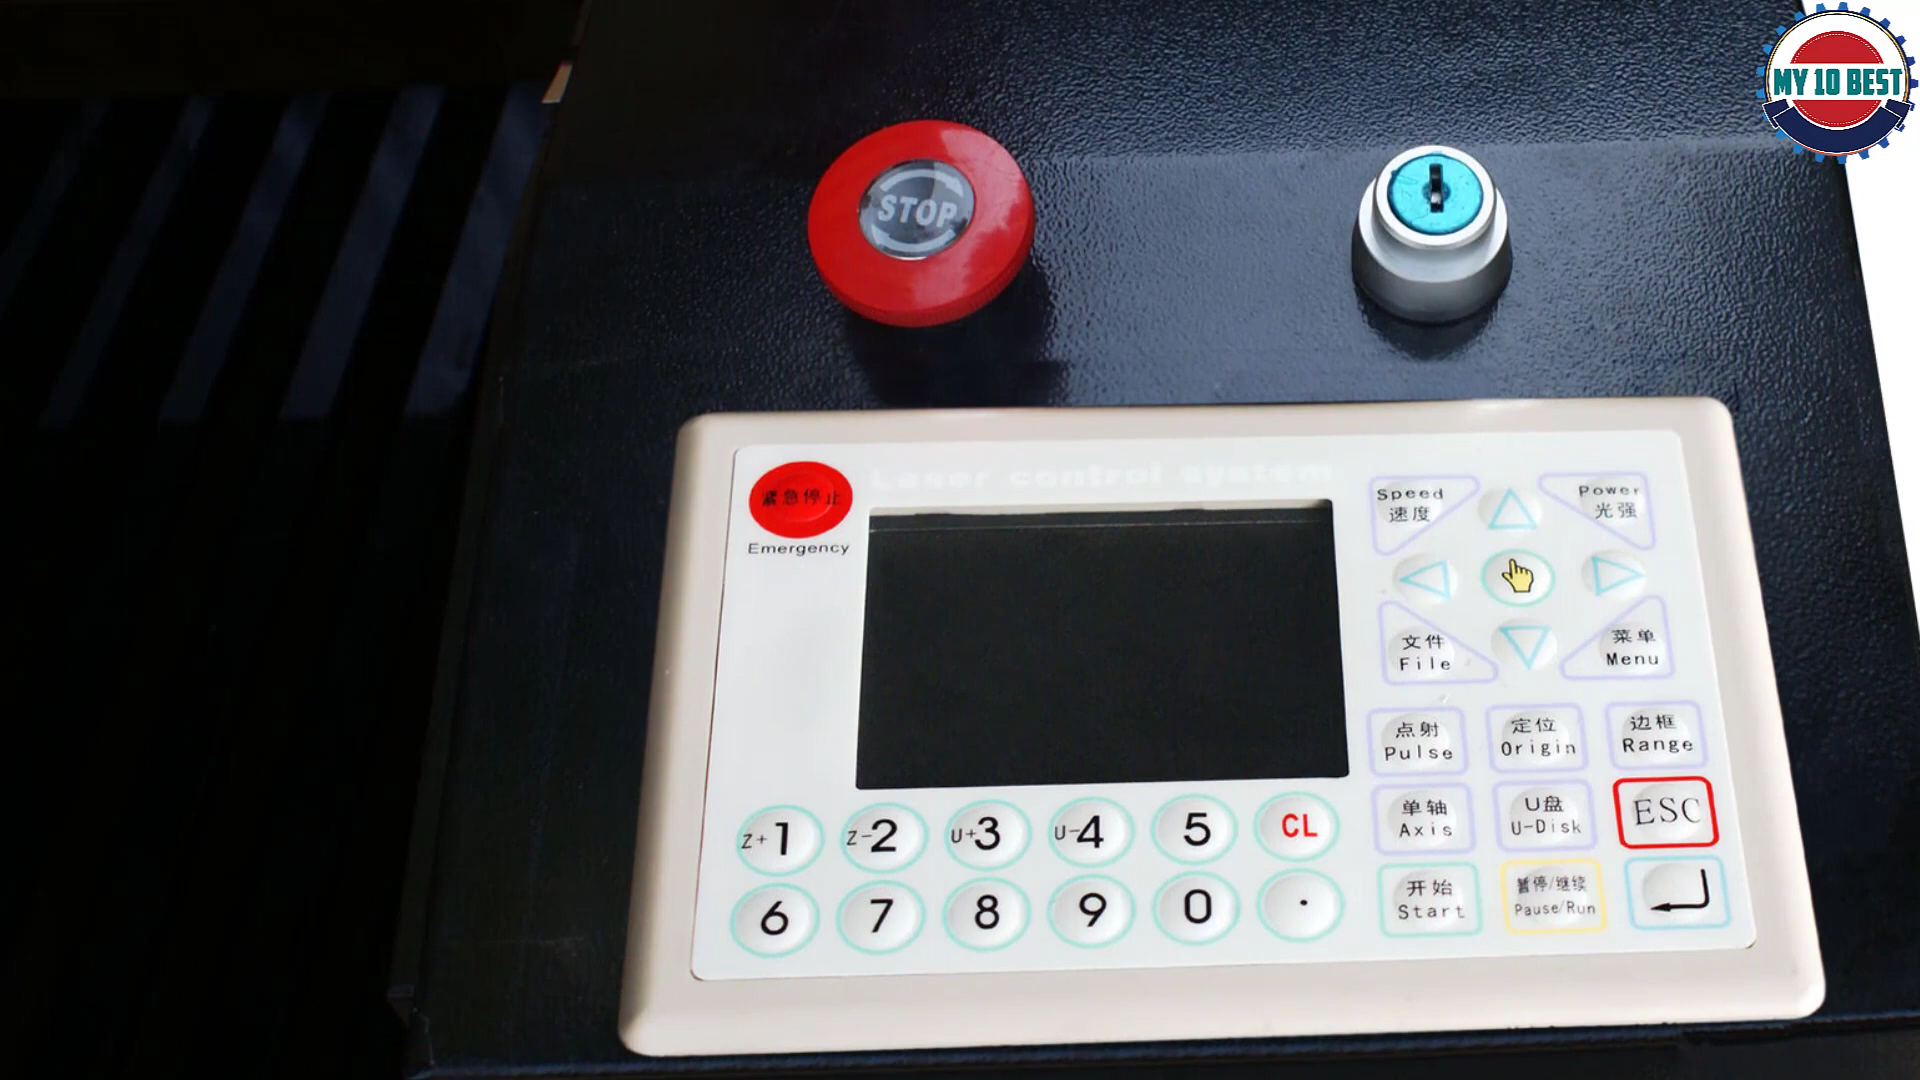 MY 10 BEST
STOP
Laser control system
紧急停止
Emergency
Speed
速度
Power
光强
文件
File
菜单
Menu
点射
Pulse
定位
Origin
边框
Range
Z+ 1
Z- 2
U+ 3
U- 4
5
CL
单轴
Axis
U盘
U-Disk
ESC
6
7
8
9
0
.
开始
Start
暂停/继续
Pause/Run